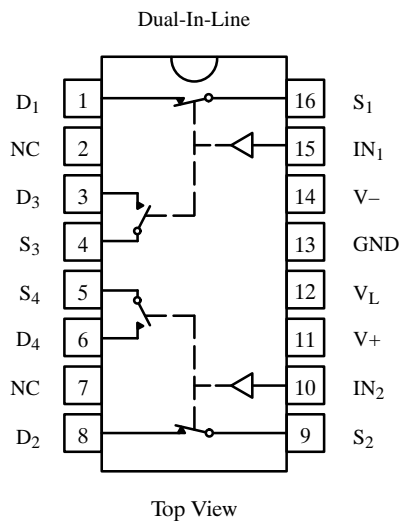 Dual-In-Line
D1 1 16 S1
NC 2 15 IN1
D3 3 14 V–
S3 4 13 GND
S4 5 12 VL
D4 6 11 V+
NC 7 10 IN2
D2 8 9 S2
Top View